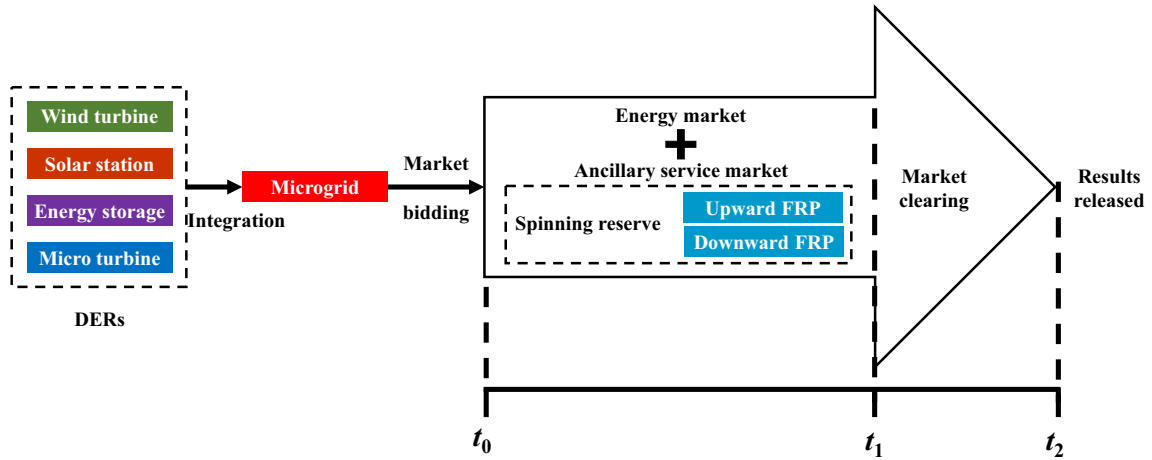 Wind turbine
Solar station
Energy storage
Micro turbine
DERs
Integration
Microgrid
Market
bidding
Energy market
+
Ancillary service market
Spinning reserve
Upward FRP
Downward FRP
Market
clearing
Results
released
t0
t1
t2